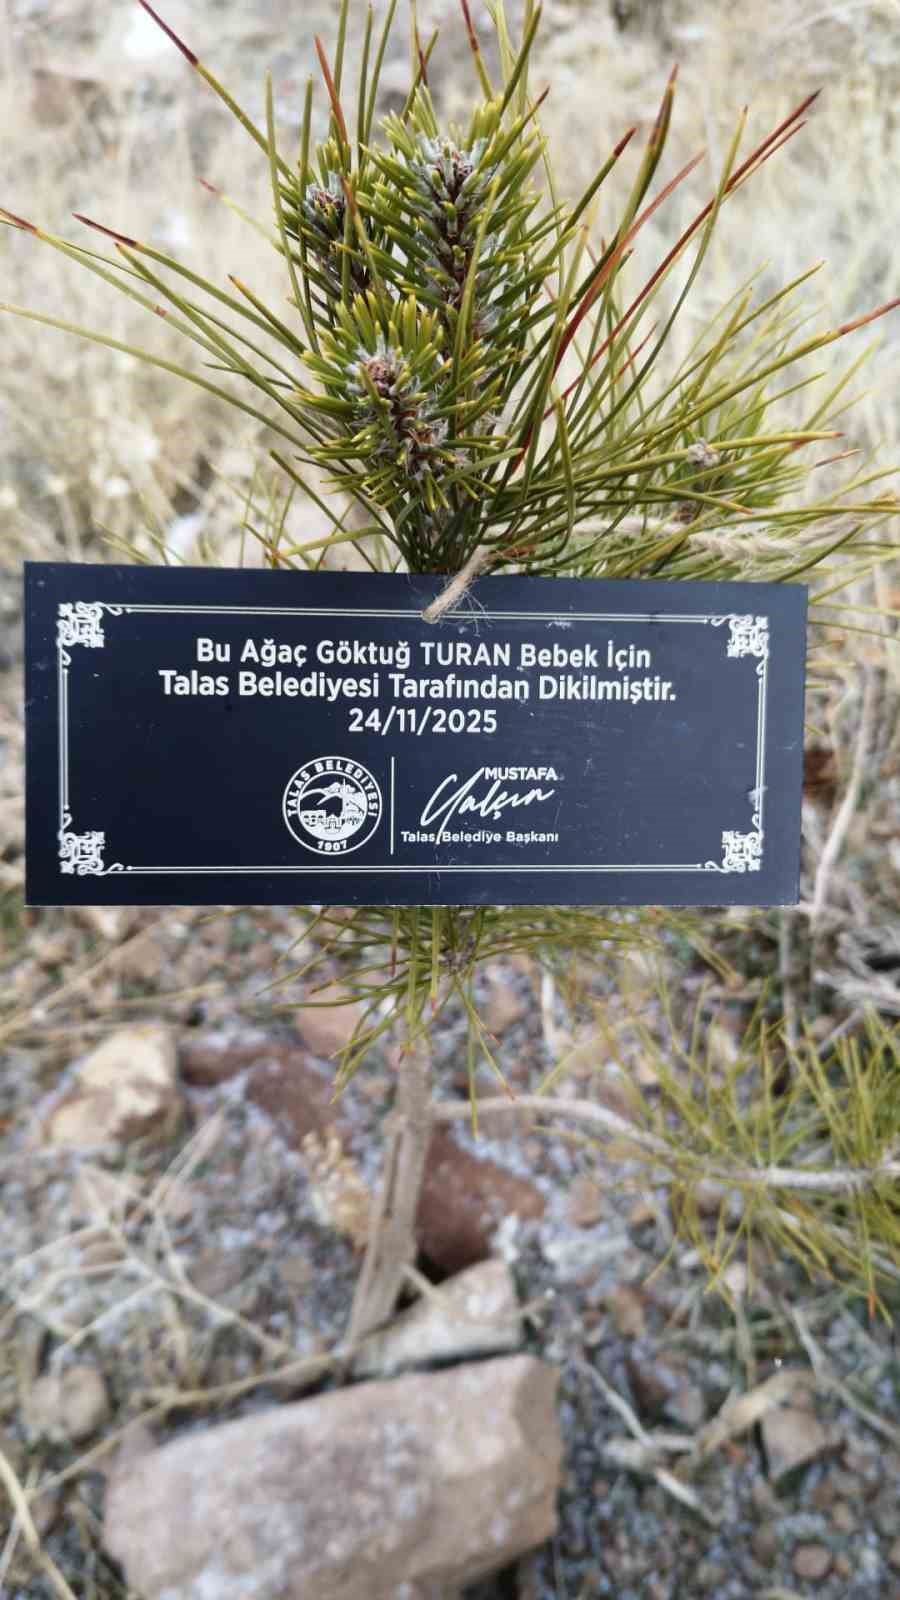 Bu Ağaç Göktuğ TURAN Bebek İçin
Talas Belediyesi Tarafından Dikilmiştir.
24/11/2025
TALAS BELEDİYESİ
1907
MUSTAFA
Yalçın
Talas Belediye Başkanı